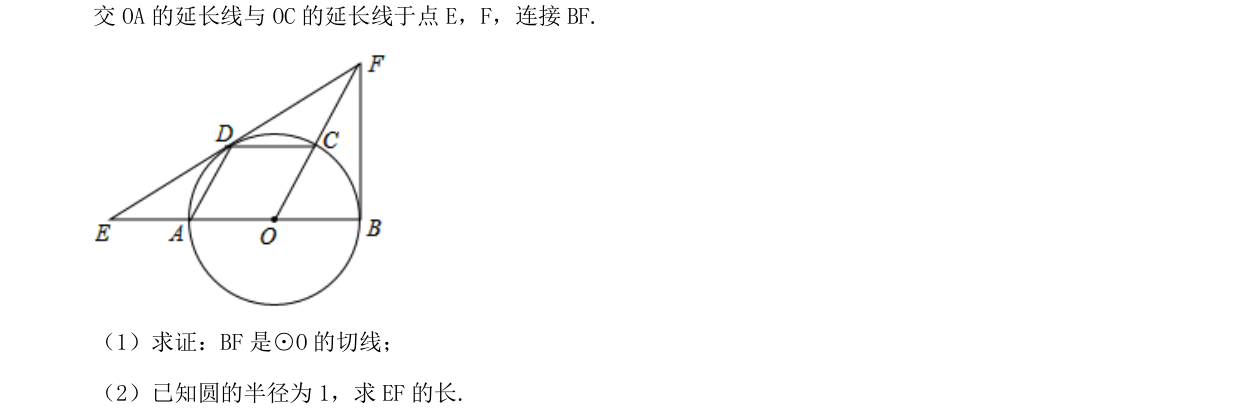 交 OA 的延长线与 OC 的延长线于点 E，F，连接 BF.
F
D
C
E
A
O
B
（1）求证：BF 是⊙O 的切线；
（2）已知圆的半径为 1，求 EF 的长.